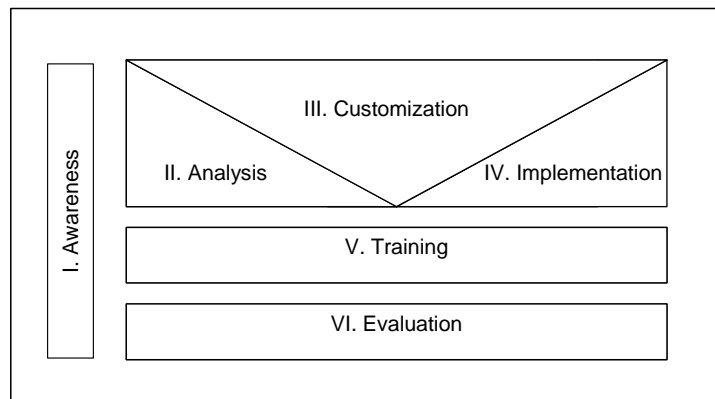 I. Awareness
III. Customization
II. Analysis
IV. Implementation
V. Training
VI. Evaluation